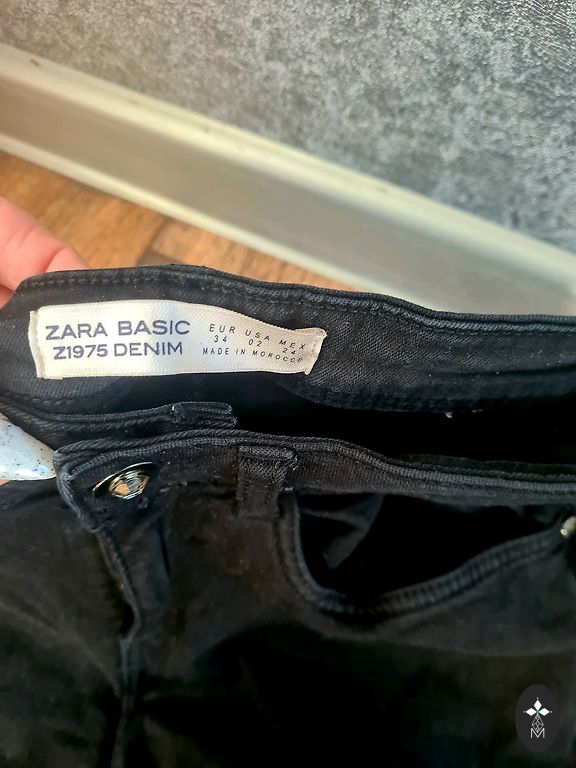 ZARA BASIC
Z1975 DENIM
EUR USA MEX
34 02 24
MADE IN MOROCCO
M